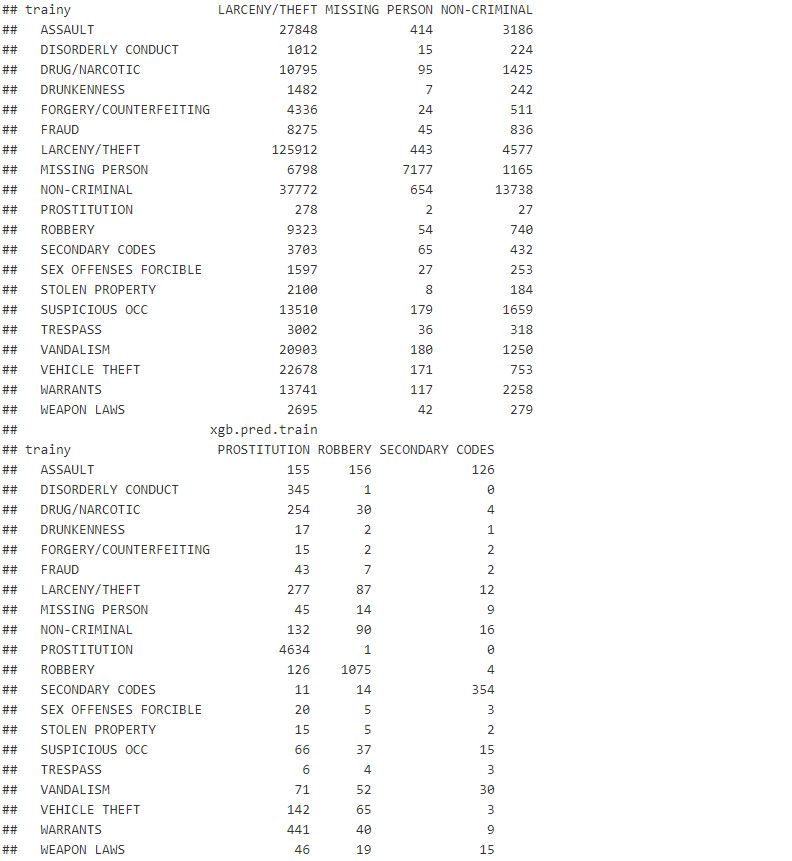 ## trayiny LARCENY/THEFT MISSING PERSON NON-CRIMINAL
## ASSAULT 27848 414 3186
## DISORDERLY CONDUCT 1012 15 224
## DRUG/NARCOTIC 10795 95 1425
## DRUNKENNESS 1482 7 242
## FORGERY/COUNTERFEITING 4336 24 511
## FRAUD 8275 45 836
## LARCENY/THEFT 125912 443 4577
## MISSING PERSON 6798 7177 1165
## NON-CRIMINAL 37772 654 13738
## PROSTITUTION 278 2 27
## ROBBERY 9323 54 740
## SECONDARY CODES 3703 65 432
## SEX OFFENSES FORCIBLE 1597 27 253
## STOLEN PROPERTY 2100 8 184
## SUSPICIOUS OCC 13510 179 1659
## TRESPASS 3002 36 318
## VANDALISM 20903 180 1250
## VEHICLE THEFT 22678 171 753
## WARRANTS 13741 117 2258
## WEAPON LAWS 2695 42 279
## xgb.pred.train
## trainy PROSTITUTION ROBBERY SECONDARY CODES
## ASSAULT 155 156 126
## DISORDERLY CONDUCT 345 1 0
## DRUG/NARCOTIC 254 30 4
## DRUNKENNESS 17 2 1
## FORGERY/COUNTERFEITING 15 2 2
## FRAUD 43 7 2
## LARCENY/THEFT 277 87 12
## MISSING PERSON 45 14 9
## NON-CRIMINAL 132 90 16
## PROSTITUTION 4634 1 0
## ROBBERY 126 1075 4
## SECONDARY CODES 11 14 354
## SEX OFFENSES FORCIBLE 20 5 3
## STOLEN PROPERTY 15 5 2
## SUSPICIOUS OCC 66 37 15
## TRESPASS 6 4 3
## VANDALISM 71 52 30
## VEHICLE THEFT 142 65 3
## WARRANTS 441 40 9
## WEAPON LAWS 46 19 15